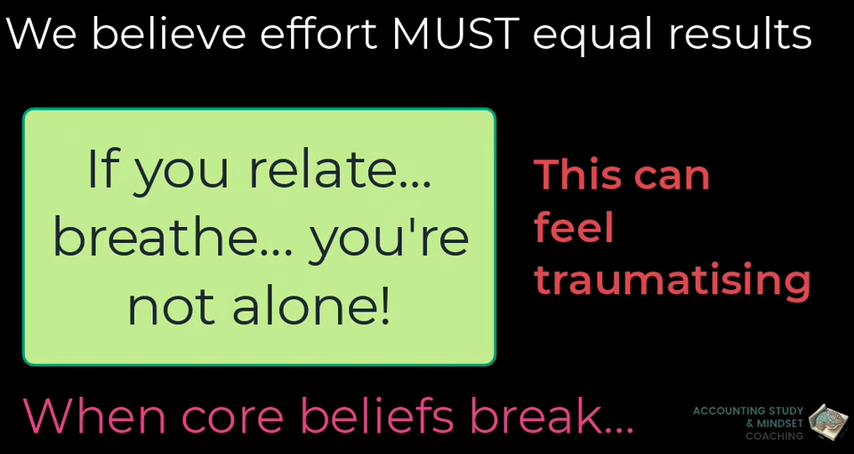 We believe effort MUST equal results
If you relate...
breathe... you're
not alone!
This can
feel
traumatising
When core beliefs break...
ACCOUNTING STUDY
& MINDSET
COACHING